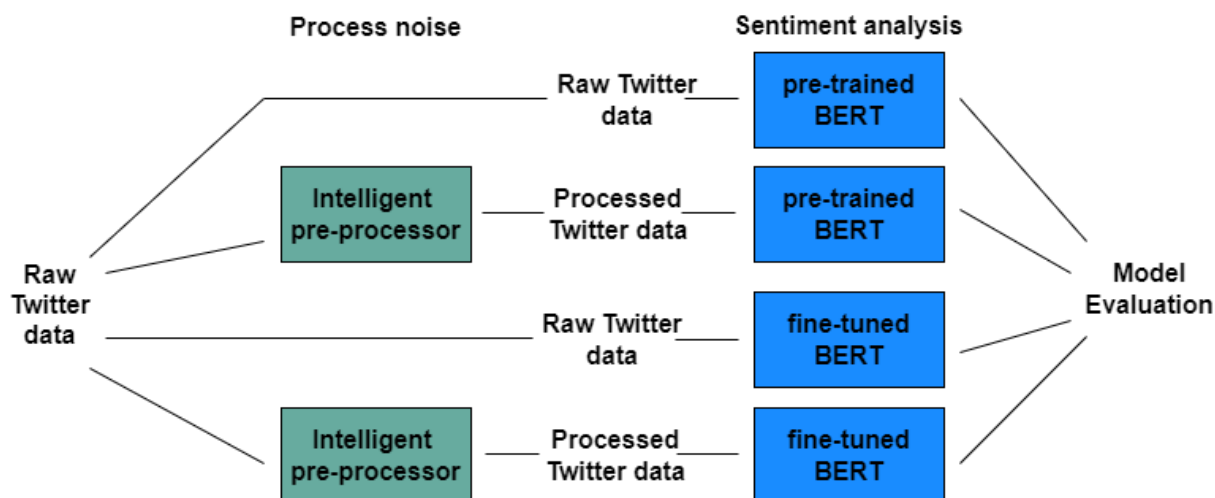 Process noise
Sentiment analysis
Raw Twitter
data
pre-trained
BERT
Intelligent
pre-processor
Processed
Twitter data
pre-trained
BERT
Raw
Twitter
data
Model
Evaluation
Raw Twitter
data
fine-tuned
BERT
Intelligent
pre-processor
Processed
Twitter data
fine-tuned
BERT